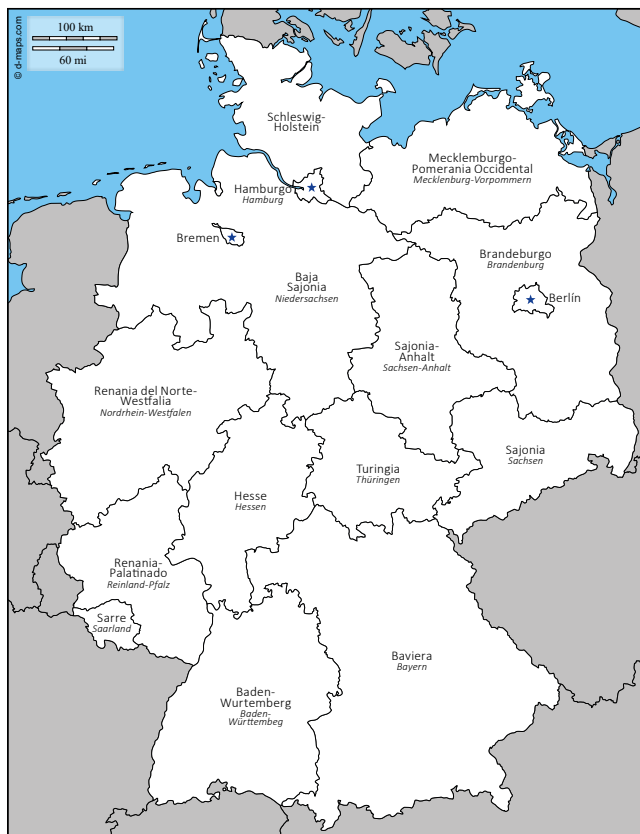 100 km
60 mi
© d-maps.com
Schleswig-
Holstein
Mecklemburgo-
Pomerania Occidental
Mecklenburg-Vorpommern
Hamburgo
Hamburg
Bremen
Brandeburgo
Brandenburg
Berlín
Baja
Sajonia
Niedersachsen
Sajonia-
Anhalt
Sachsen-Anhalt
Renania del Norte-
Westfalia
Nordrhein-Westfalen
Sajonia
Sachsen
Turingia
Thüringen
Hesse
Hessen
Renania-
Palatinado
Reinland-Pfalz
Sarre
Saarland
Baviera
Bayern
Baden-
Wurtemberg
Baden-
Württembeg